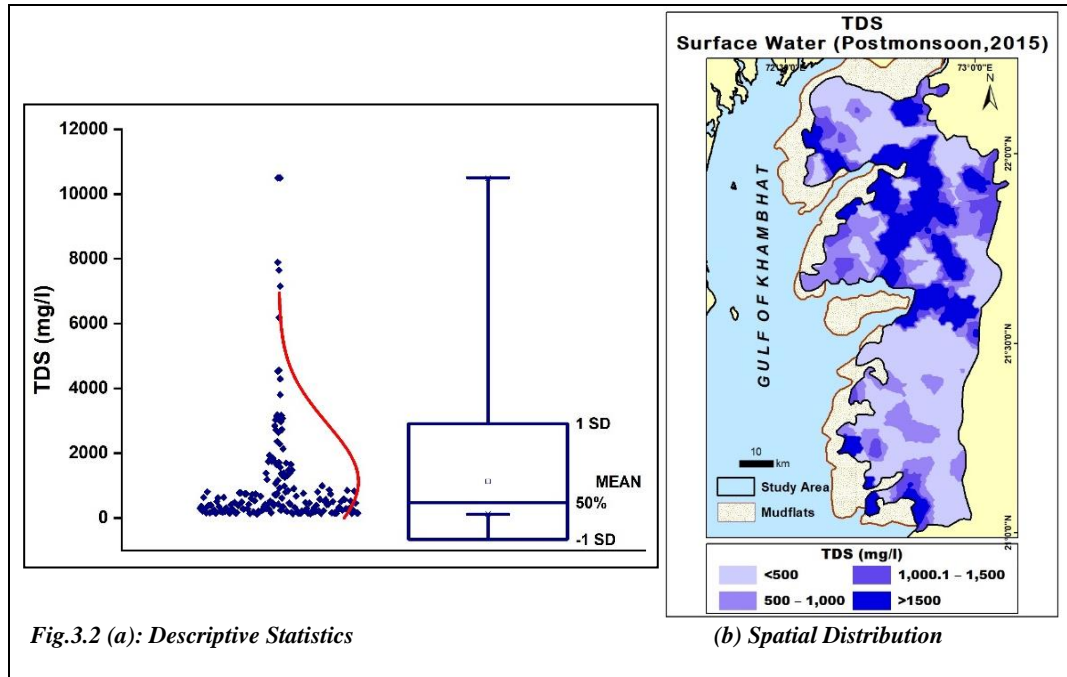 12000
10000
8000
6000
4000
2000
0
TDS (mg/l)
1 SD
MEAN
50%
-1 SD
TDS
Surface Water (Postmonsoon,2015)
73°0'0"E
N
22°0'0"N
21°30'0"N
21°0'0"N
GULF OF KHAMBHAT
10
km
Study Area
Mudflats
TDS (mg/l)
<500
1,000.1 – 1,500
500 – 1,000
>1500
Fig.3.2 (a): Descriptive Statistics
(b) Spatial Distribution